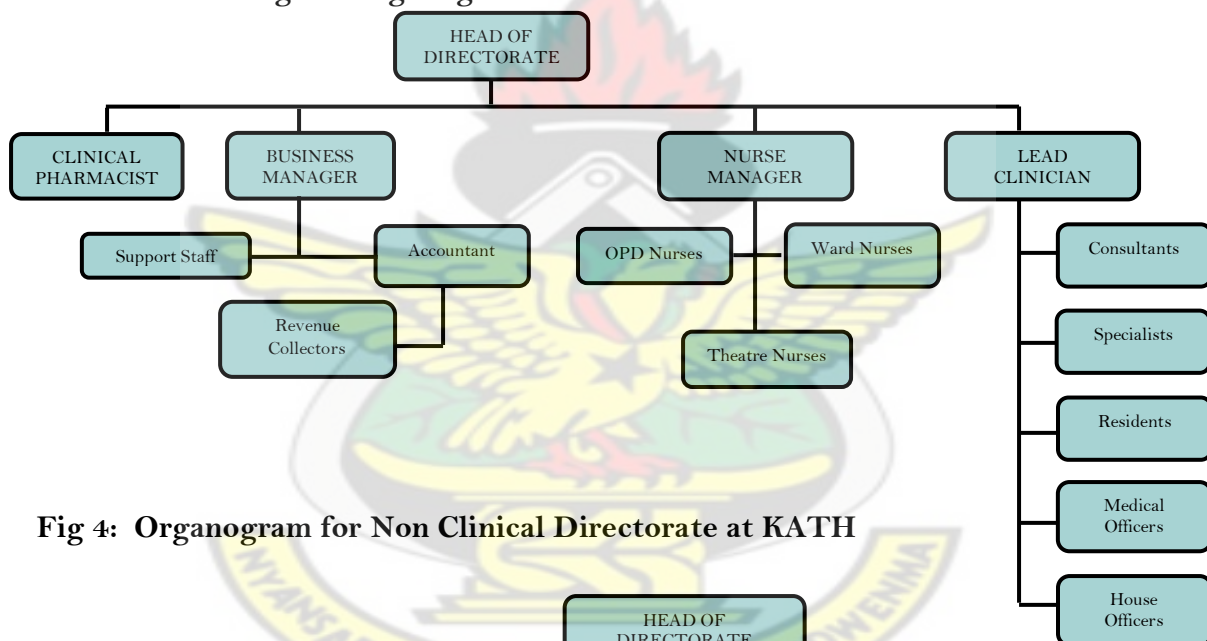 HEAD OF
DIRECTORATE
CLINICAL
PHARMACIST
BUSINESS
MANAGER
NURSE
MANAGER
LEAD
CLINICIAN
Support Staff
Accountant
OPD Nurses
Ward Nurses
Consultants
Revenue
Collectors
Theatre Nurses
Specialists
Residents
Medical
Officers
House
Officers
Fig 4: Organogram for Non Clinical Directorate at KATH
HEAD OF
DIRECTORATE